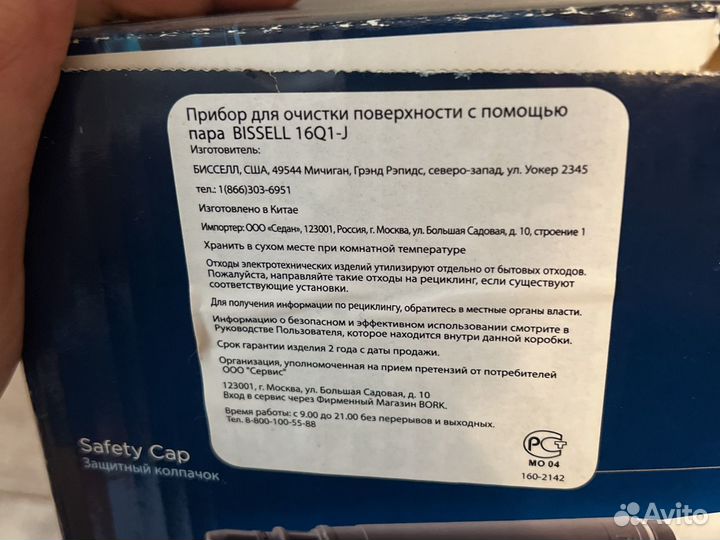 Прибор для очистки поверхности с помощью
пара BISSELL 16Q1-J
Изготовитель:
БИССЕЛЛ, США, 49544 Мичиган, Грэнд Рэпидс, северо-запад, ул. Уокер 2345
тел.: 1(866)303-6951
Изготовлено в Китае
Импортер: ООО «Седан», 123001, Россия, г. Москва, ул. Большая Садовая, д. 10, строение 1
Хранить в сухом месте при комнатной температуре
Отходы электротехнических изделий утилизируют отдельно от бытовых отходов.
Пожалуйста, направляйте такие отходы на рециклинг, если существуют
соответствующие установки.
Для получения информации по рециклингу, обратитесь в местные органы власти.
Информацию о безопасном и эффективном использовании смотрите в
Руководстве Пользователя, которое находится внутри данной коробки.
Срок гарантии изделия 2 года с даты продажи.
Организация, уполномоченная на прием претензий от потребителей
ООО "Сервис"
123001, г. Москва, ул. Большая Садовая, д. 10
Вход в сервис через Фирменный Магазин BORK.
Время работы: с 9.00 до 21.00 без перерывов и выходных.
Тел. 8-800-100-55-88
РСТ
МО 04
160-2142
Safety Cap
Защитный колпачок
Avito